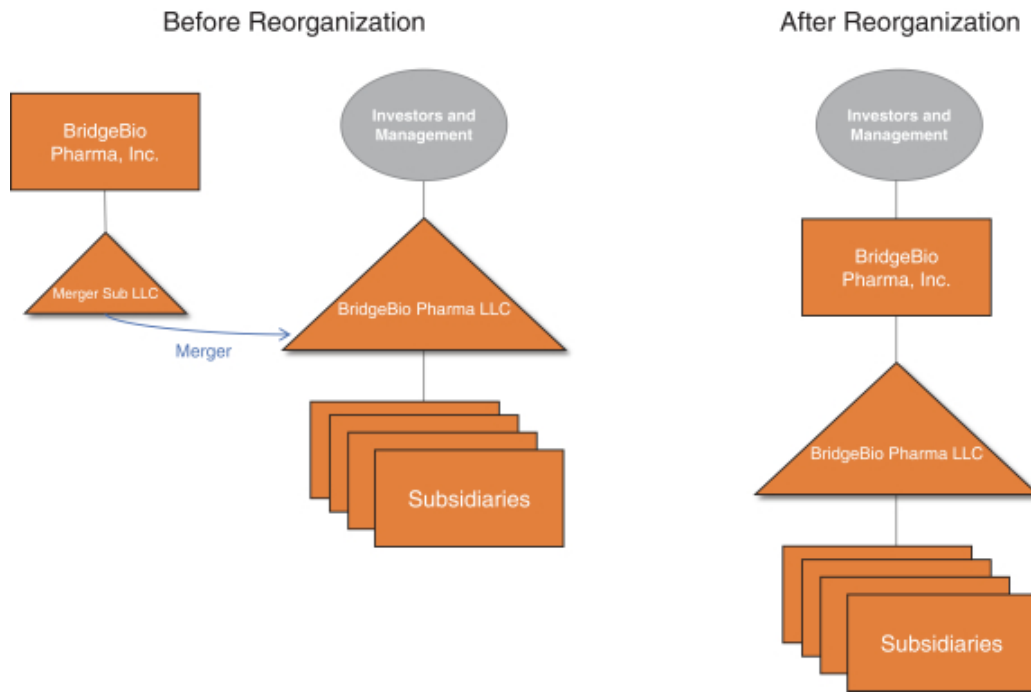 Before Reorganization
BridgeBio
Pharma, Inc.
Merger Sub LLC
Merger
Investors and
Management
BridgeBio Pharma LLC
Subsidiaries
After Reorganization
Investors and
Management
BridgeBio
Pharma, Inc.
BridgeBio Pharma LLC
Subsidiaries